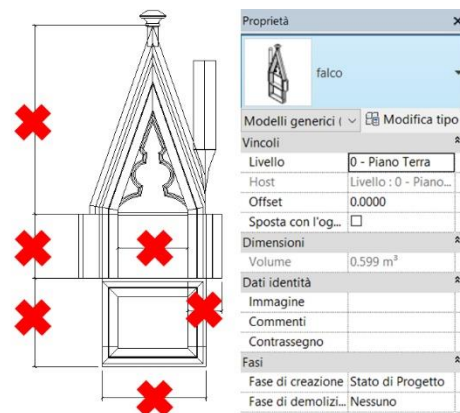 Proprietà
falco
Modelli generici (
Modifica tipo
Vincoli
Livello 0 - Piano Terra
Host Livello : 0 - Piano...
Offset 0.0000
Sposta con l'og...
Dimensioni
Volume 0.599 m³
Dati identità
Immagine
Commenti
Contrassegno
Fasi
Fase di creazione Stato di Progetto
Fase di demolizi... Nessuno